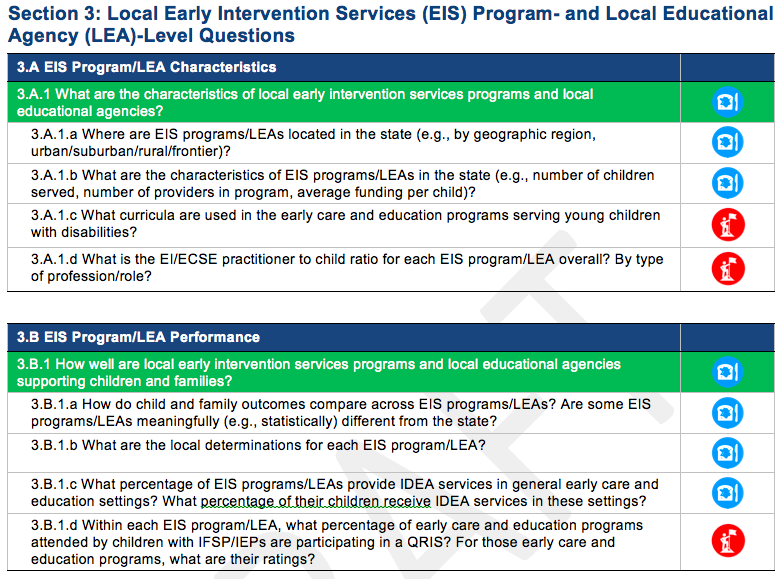 Section 3: Local Early Intervention Services (EIS) Program- and Local Educational
Agency (LEA)-Level Questions
3.A EIS Program/LEA Characteristics
3.A.1 What are the characteristics of local early intervention services programs and local
educational agencies?
3.A.1.a Where are EIS programs/LEAs located in the state (e.g., by geographic region,
urban/suburban/rural/frontier)?
3.A.1.b What are the characteristics of EIS programs/LEAs in the state (e.g., number of children
served, number of providers in program, average funding per child)?
3.A.1.c What curricula are used in the early care and education programs serving young children
with disabilities?
3.A.1.d What is the EI/ECSE practitioner to child ratio for each EIS program/LEA overall? By type
of profession/role?
3.B EIS Program/LEA Performance
3.B.1 How well are local early intervention services programs and local educational agencies
supporting children and families?
3.B.1.a How do child and family outcomes compare across EIS programs/LEAs? Are some EIS
programs/LEAs meaningfully (e.g., statistically) different from the state?
3.B.1.b What are the local determinations for each EIS program/LEA?
3.B.1.c What percentage of EIS programs/LEAs provide IDEA services in general early care and
education settings? What percentage of their children receive IDEA services in these settings?
3.B.1.d Within each EIS program/LEA, what percentage of early care and education programs
attended by children with IFSP/IEPs are participating in a QRIS? For those early care and
education programs, what are their ratings?